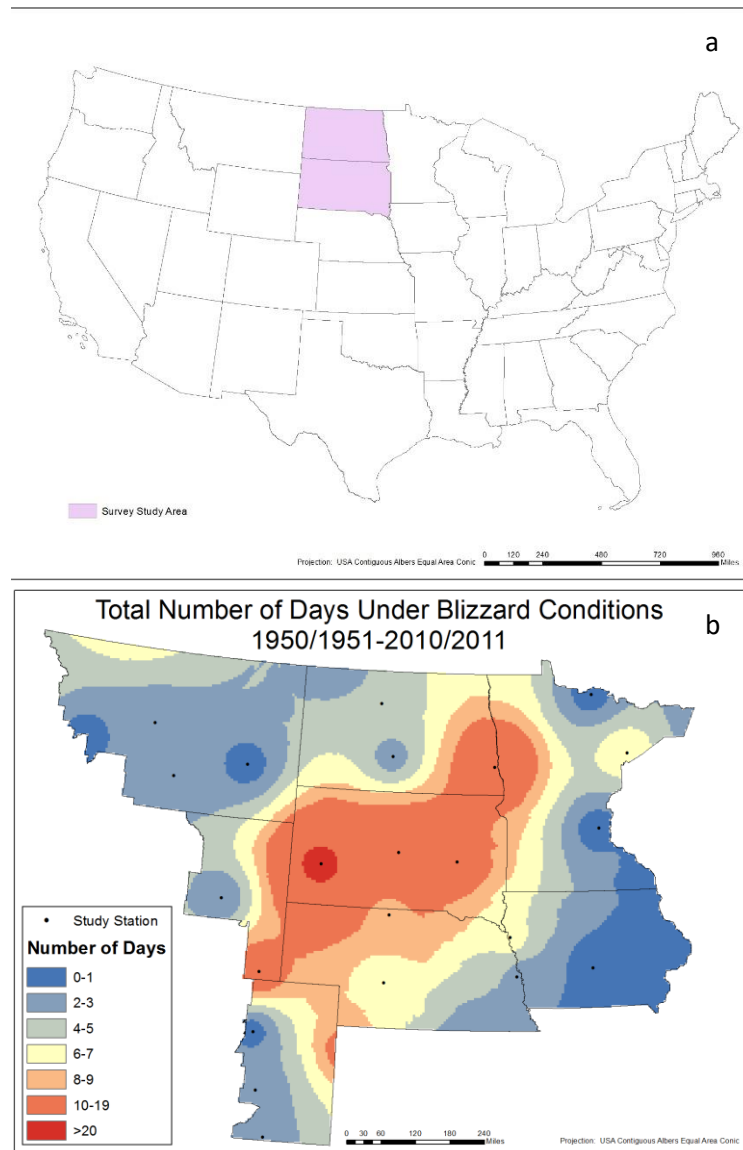 a
Survey Study Area
Projection: USA Contiguous Albers Equal Area Conic
0 120 240 480 720 960
Miles
Total Number of Days Under Blizzard Conditions
1950/1951-2010/2011
b
Study Station
Number of Days
0-1
2-3
4-5
6-7
8-9
10-19
>20
0 30 60 120 180 240
Miles
Projection: USA Contiguous Albers Equal Area Conic